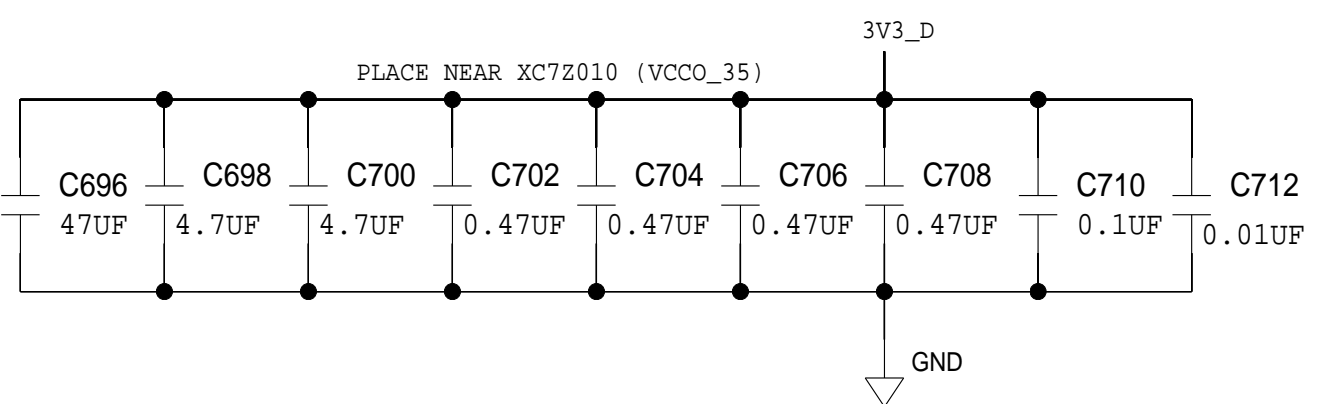 3V3_D
PLACE NEAR XC7Z010 (VCCO_35)
C696
47UF
C698
4.7UF
C700
4.7UF
C702
0.47UF
C704
0.47UF
C706
0.47UF
C708
0.47UF
C710
0.1UF
C712
0.01UF
GND